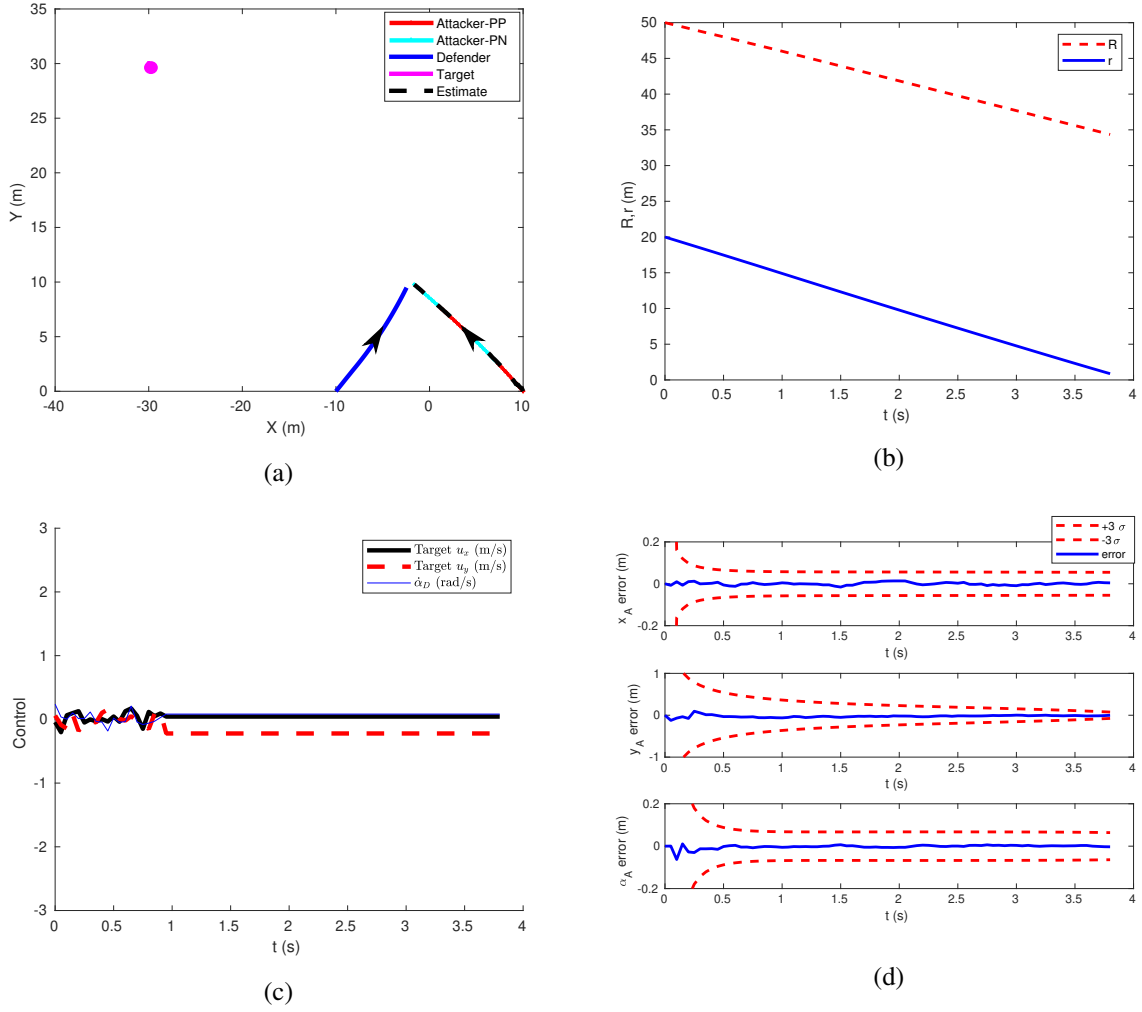 35
30
25
20
15
10
5
0
-40 -30 -20 -10 0 10
Y (m)
X (m)
Attacker-PP
Attacker-PN
Defender
Target
Estimate
(a)
50
45
40
35
30
25
20
15
10
5
0
0 0.5 1 1.5 2 2.5 3 3.5 4
R,r (m)
t (s)
R
r
(b)
3
2
1
0
-1
-2
-3
0 0.5 1 1.5 2 2.5 3 3.5 4
Control
t (s)
Target u_x (m/s)
Target u_y (m/s)
α̇_D (rad/s)
(c)
+3 σ
-3 σ
error
0.2
0
-0.2
0 0.5 1 1.5 2 2.5 3 3.5 4
x_A error (m)
t (s)
1
0
-1
0 0.5 1 1.5 2 2.5 3 3.5 4
y_A error (m)
t (s)
0.2
0
-0.2
0 0.5 1 1.5 2 2.5 3 3.5 4
α_A error (m)
t (s)
(d)